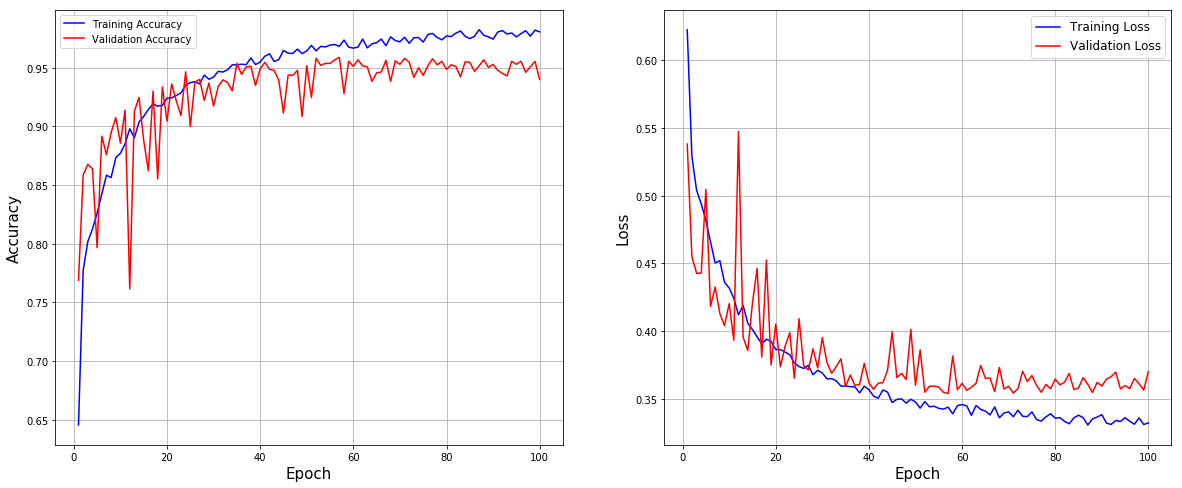 Training Accuracy
Validation Accuracy
0.95
0.90
0.85
0.80
0.75
0.70
0.65
0 20 40 60 80 100
Accuracy
Epoch
Training Loss
Validation Loss
0.60
0.55
0.50
0.45
0.40
0.35
0 20 40 60 80 100
Loss
Epoch